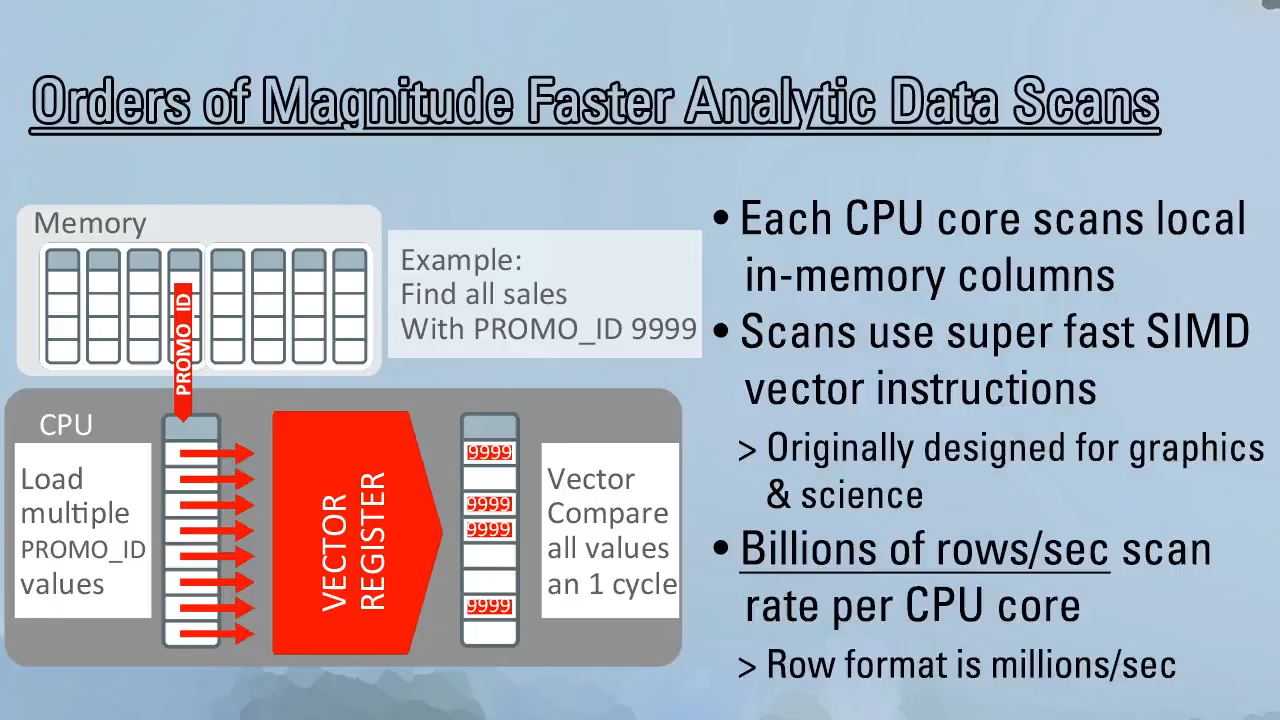 Orders of Magnitude Faster Analytic Data Scans
Memory
PROMO_ID
Example:
Find all sales
With PROMO_ID 9999
CPU
Load
multiple
PROMO_ID
values
VECTOR
REGISTER
9999
9999
9999
9999
Vector
Compare
all values
an 1 cycle
• Each CPU core scans local
in-memory columns
• Scans use super fast SIMD
vector instructions
> Originally designed for graphics
& science
• Billions of rows/sec scan
rate per CPU core
> Row format is millions/sec